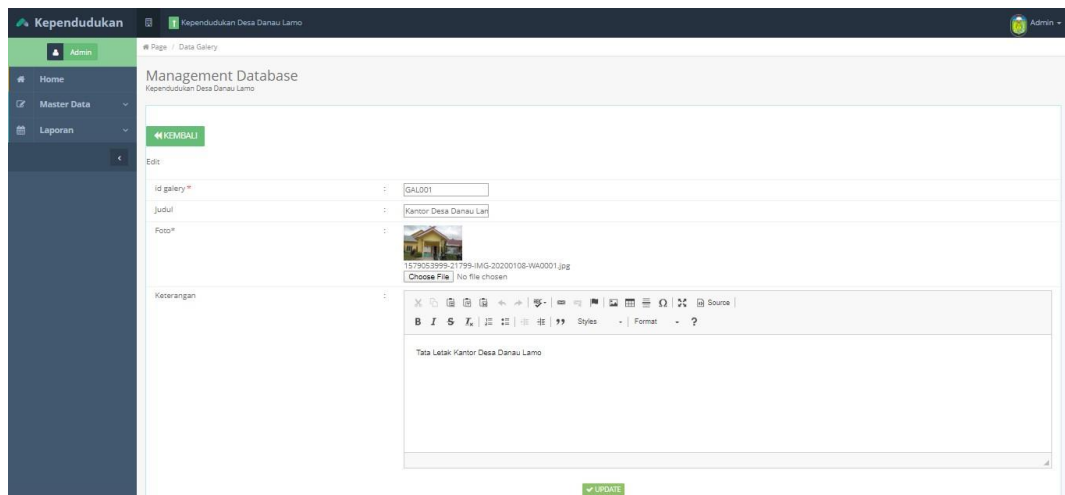 Kependudukan
Kependudukan Desa Danau Lamo
Admin
Admin
Page / Data Galery
Home
Master Data
Laporan
Management Database
Kependudukan Desa Danau Lamo
KEMBALI
Edit
id galery * : GAL001
Judul : Kantor Desa Danau Lan
Foto* :
1579053999-21799-IMG-20200108-WA0001.jpg
Choose File No file chosen
Keterangan :
Source
B I S Tx Styles Format ?
Tata Letak Kantor Desa Danau Lamo
UPDATE